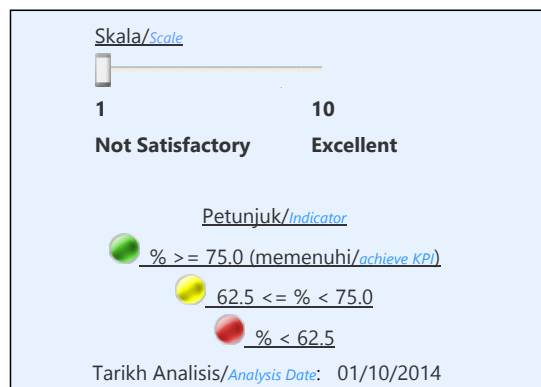 Skala/Scale
1 10
Not Satisfactory Excellent
Petunjuk/Indicator
% >= 75.0 (memenuhi/achieve KPI)
62.5 <= % < 75.0
% < 62.5
Tarikh Analisis/Analysis Date: 01/10/2014